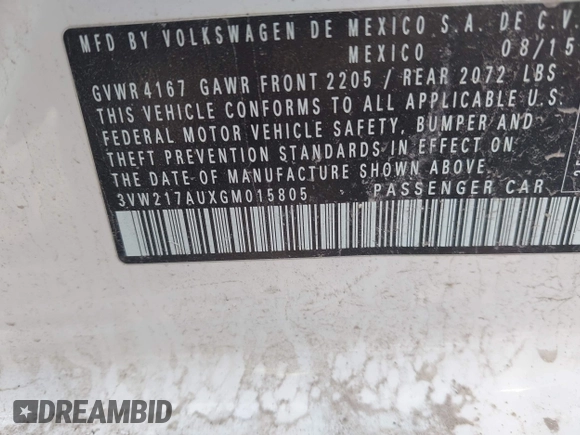 MFD BY VOLKSWAGEN DE MEXICO S.A. DE C.V
MEXICO 08/15
GVWR 4167 GAWR FRONT 2205 / REAR 2072 LBS
THIS VEHICLE CONFORMS TO ALL APPLICABLE U.S.
FEDERAL MOTOR VEHICLE SAFETY, BUMPER AND
THEFT PREVENTION STANDARDS IN EFFECT ON
THE DATE OF MANUFACTURE SHOWN ABOVE.
3VW217AUXGM015805 PASSENGER CAR
DREAMBID